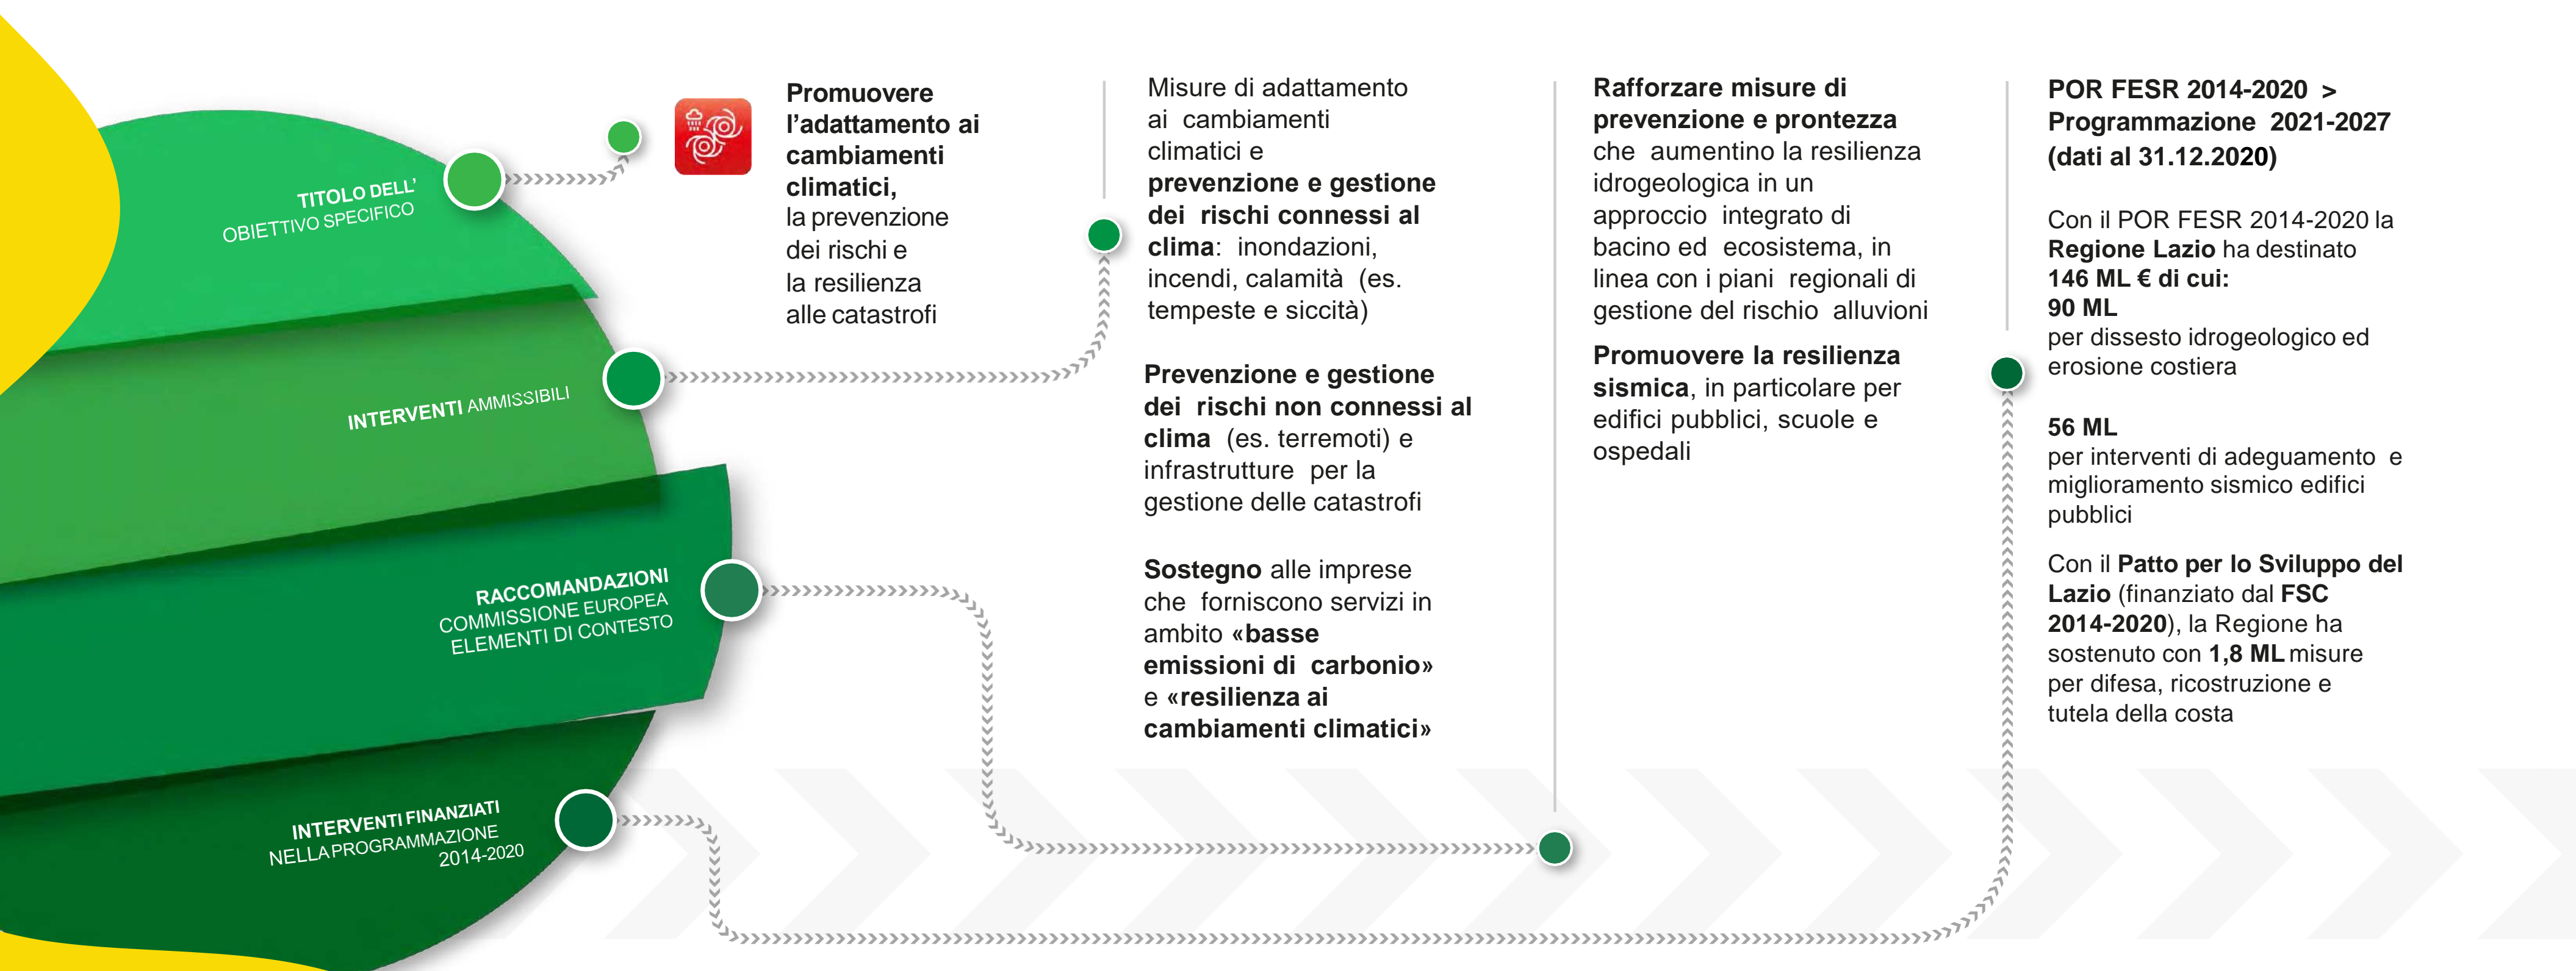 TITOLO DELL'
OBIETTIVO SPECIFICO
INTERVENTI AMMISSIBILI
RACCOMANDAZIONI
COMMISSIONE EUROPEA
ELEMENTI DI CONTESTO
INTERVENTI FINANZIATI
NELLA PROGRAMMAZIONE
2014-2020
Promuovere
l’adattamento ai
cambiamenti
climatici,
la prevenzione
dei rischi e
la resilienza
alle catastrofi
Misure di adattamento
ai cambiamenti
climatici e
prevenzione e gestione
dei rischi connessi al
clima: inondazioni,
incendi, calamità (es.
tempeste e siccità)
Prevenzione e gestione
dei rischi non connessi al
clima (es. terremoti) e
infrastrutture per la
gestione delle catastrofi
Sostegno alle imprese
che forniscono servizi in
ambito «basse
emissioni di carbonio»
e «resilienza ai
cambiamenti climatici»
Rafforzare misure di
prevenzione e prontezza
che aumentino la resilienza
idrogeologica in un
approccio integrato di
bacino ed ecosistema, in
linea con i piani regionali di
gestione del rischio alluvioni
Promuovere la resilienza
sismica, in particolare per
edifici pubblici, scuole e
ospedali
POR FESR 2014-2020 >
Programmazione 2021-2027
(dati al 31.12.2020)
Con il POR FESR 2014-2020 la
Regione Lazio ha destinato
146 ML € di cui:
90 ML
per dissesto idrogeologico ed
erosione costiera
56 ML
per interventi di adeguamento e
miglioramento sismico edifici
pubblici
Con il Patto per lo Sviluppo del
Lazio (finanziato dal FSC
2014-2020), la Regione ha
sostenuto con 1,8 ML misure
per difesa, ricostruzione e
tutela della costa